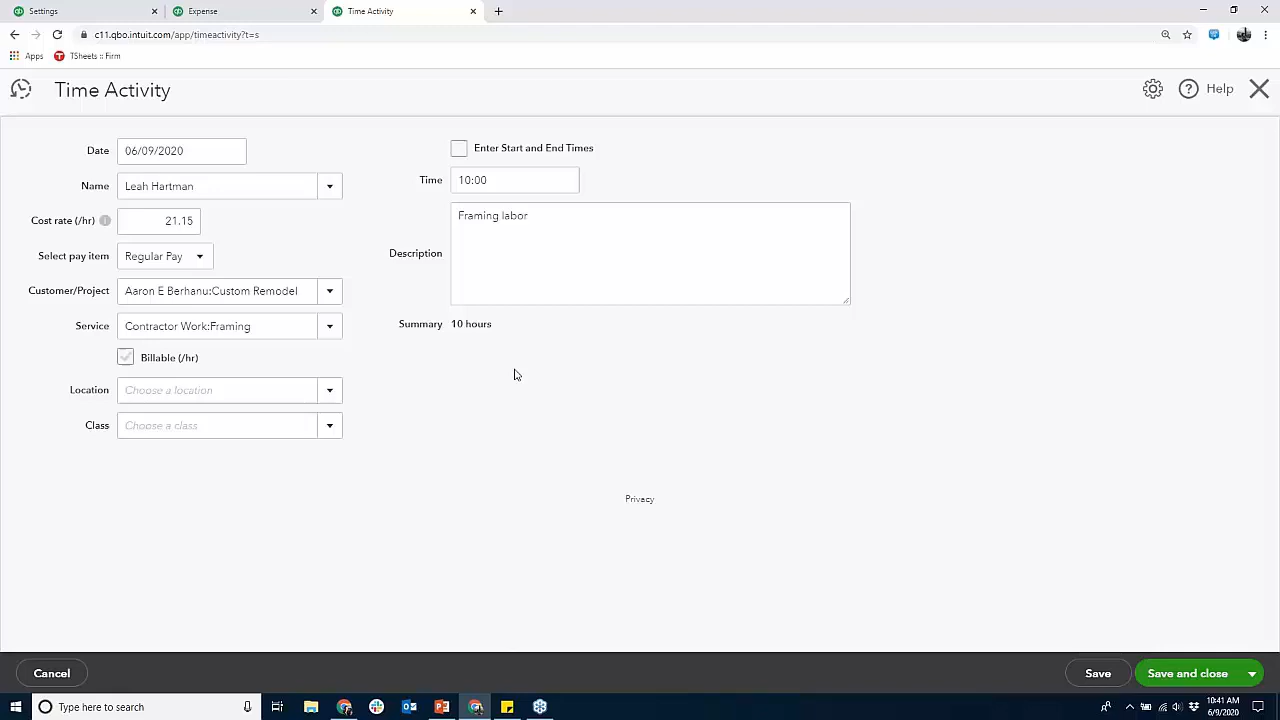 Settings
Expense
Time Activity
c11.qbo.intuit.com/app/timeactivity?t=s
Apps
TSheets :: Firm
Time Activity
Help
Date
06/09/2020
Name
Leah Hartman
Cost rate (/hr)
21.15
Select pay item
Regular Pay
Customer/Project
Aaron E Berhanu:Custom Remodel
Service
Contractor Work:Framing
Billable (/hr)
Location
Choose a location
Class
Choose a class
Enter Start and End Times
Time
10:00
Description
Framing labor
Summary
10 hours
Privacy
Cancel
Save
Save and close
Type here to search
10:41 AM
6/9/2020